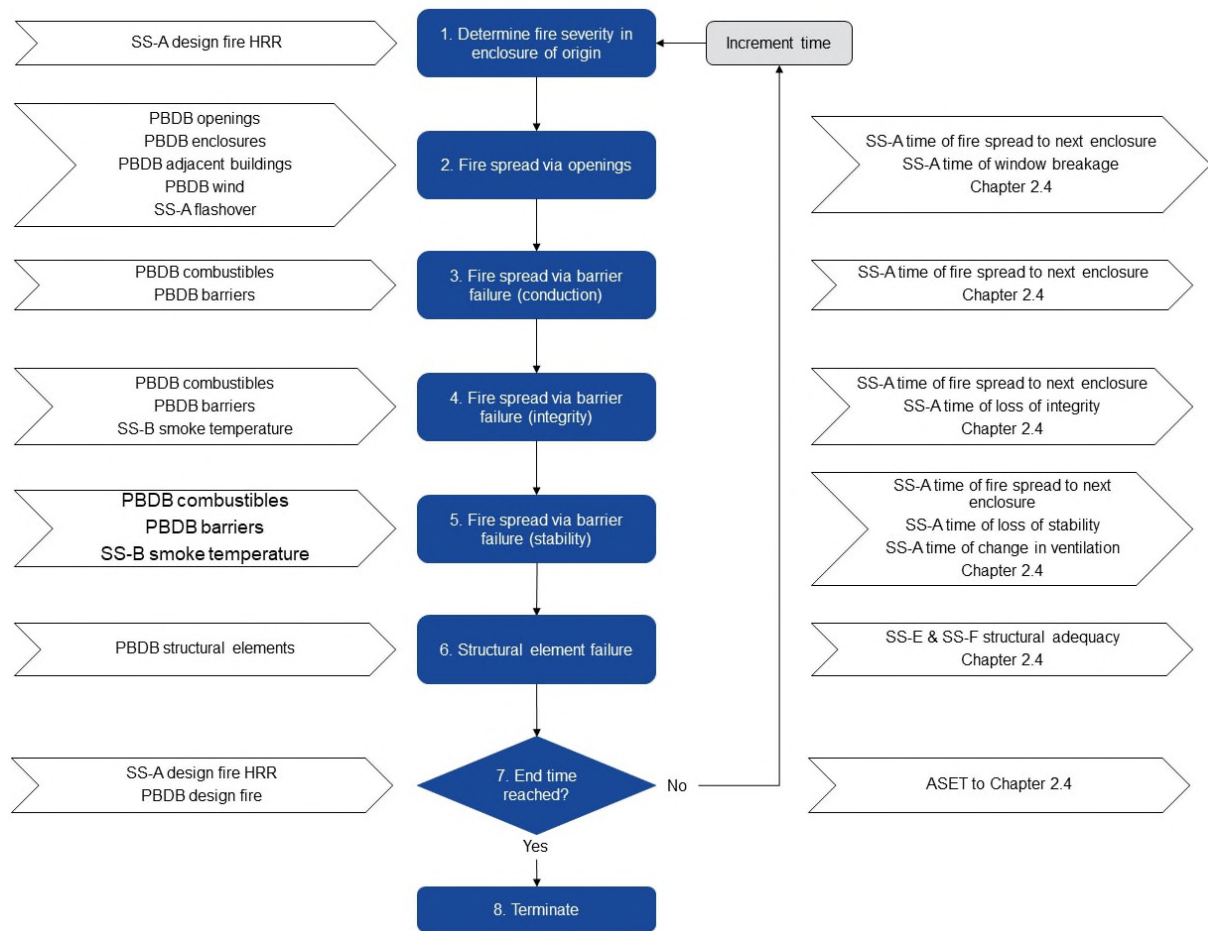 SS-A design fire HRR
1. Determine fire severity in
enclosure of origin
Increment time
PBDB openings
PBDB enclosures
PBDB adjacent buildings
PBDB wind
SS-A flashover
2. Fire spread via openings
SS-A time of fire spread to next enclosure
SS-A time of window breakage
Chapter 2.4
PBDB combustibles
PBDB barriers
3. Fire spread via barrier
failure (conduction)
SS-A time of fire spread to next enclosure
Chapter 2.4
PBDB combustibles
PBDB barriers
SS-B smoke temperature
4. Fire spread via barrier
failure (integrity)
SS-A time of fire spread to next enclosure
SS-A time of loss of integrity
Chapter 2.4
PBDB combustibles
PBDB barriers
SS-B smoke temperature
5. Fire spread via barrier
failure (stability)
SS-A time of fire spread to next
enclosure
SS-A time of loss of stability
SS-A time of change in ventilation
Chapter 2.4
PBDB structural elements
6. Structural element failure
SS-E & SS-F structural adequacy
Chapter 2.4
SS-A design fire HRR
PBDB design fire
7. End time
reached?
No
ASET to Chapter 2.4
Yes
8. Terminate